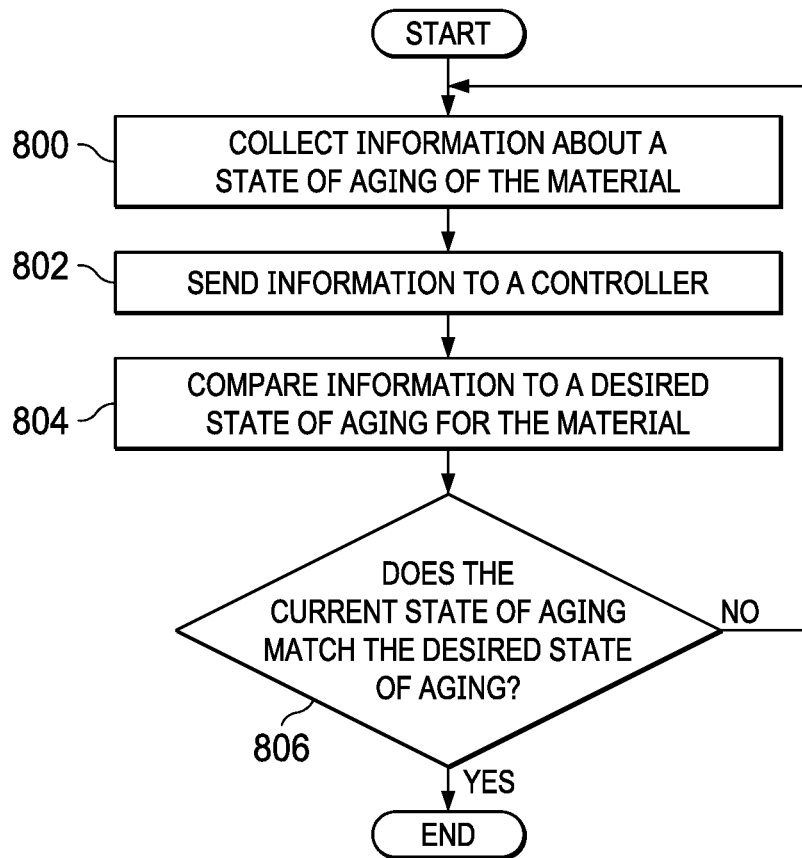 START
800
COLLECT INFORMATION ABOUT A
STATE OF AGING OF THE MATERIAL
802
SEND INFORMATION TO A CONTROLLER
804
COMPARE INFORMATION TO A DESIRED
STATE OF AGING FOR THE MATERIAL
DOES THE
CURRENT STATE OF AGING
MATCH THE DESIRED STATE
OF AGING?
NO
806
YES
END